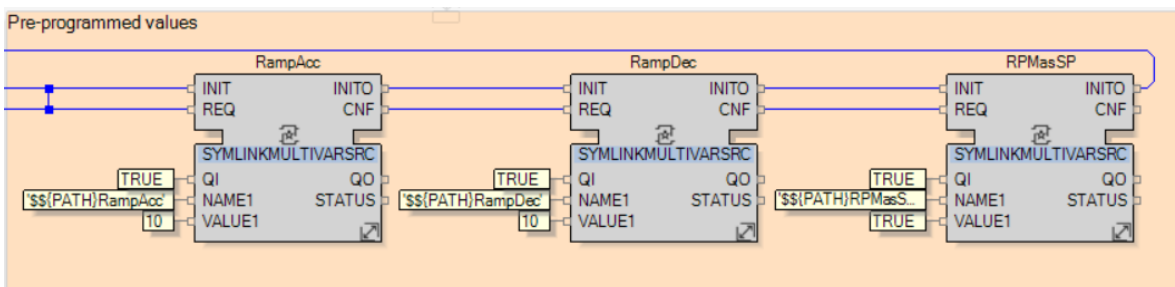 Pre-programmed values
RampAcc
RampDec
RPMasSP
INIT INITO
REQ CNF
INIT INITO
REQ CNF
INIT INITO
REQ CNF
SYMLINKMULTIVARSRC
SYMLINKMULTIVARSRC
SYMLINKMULTIVARSRC
TRUE QI QO
'$${PATH}RampAcc' NAME1 STATUS
10 VALUE1
TRUE QI QO
'$${PATH}RampDec' NAME1 STATUS
10 VALUE1
TRUE QI QO
'$${PATH}RPMasS... NAME1 STATUS
TRUE VALUE1